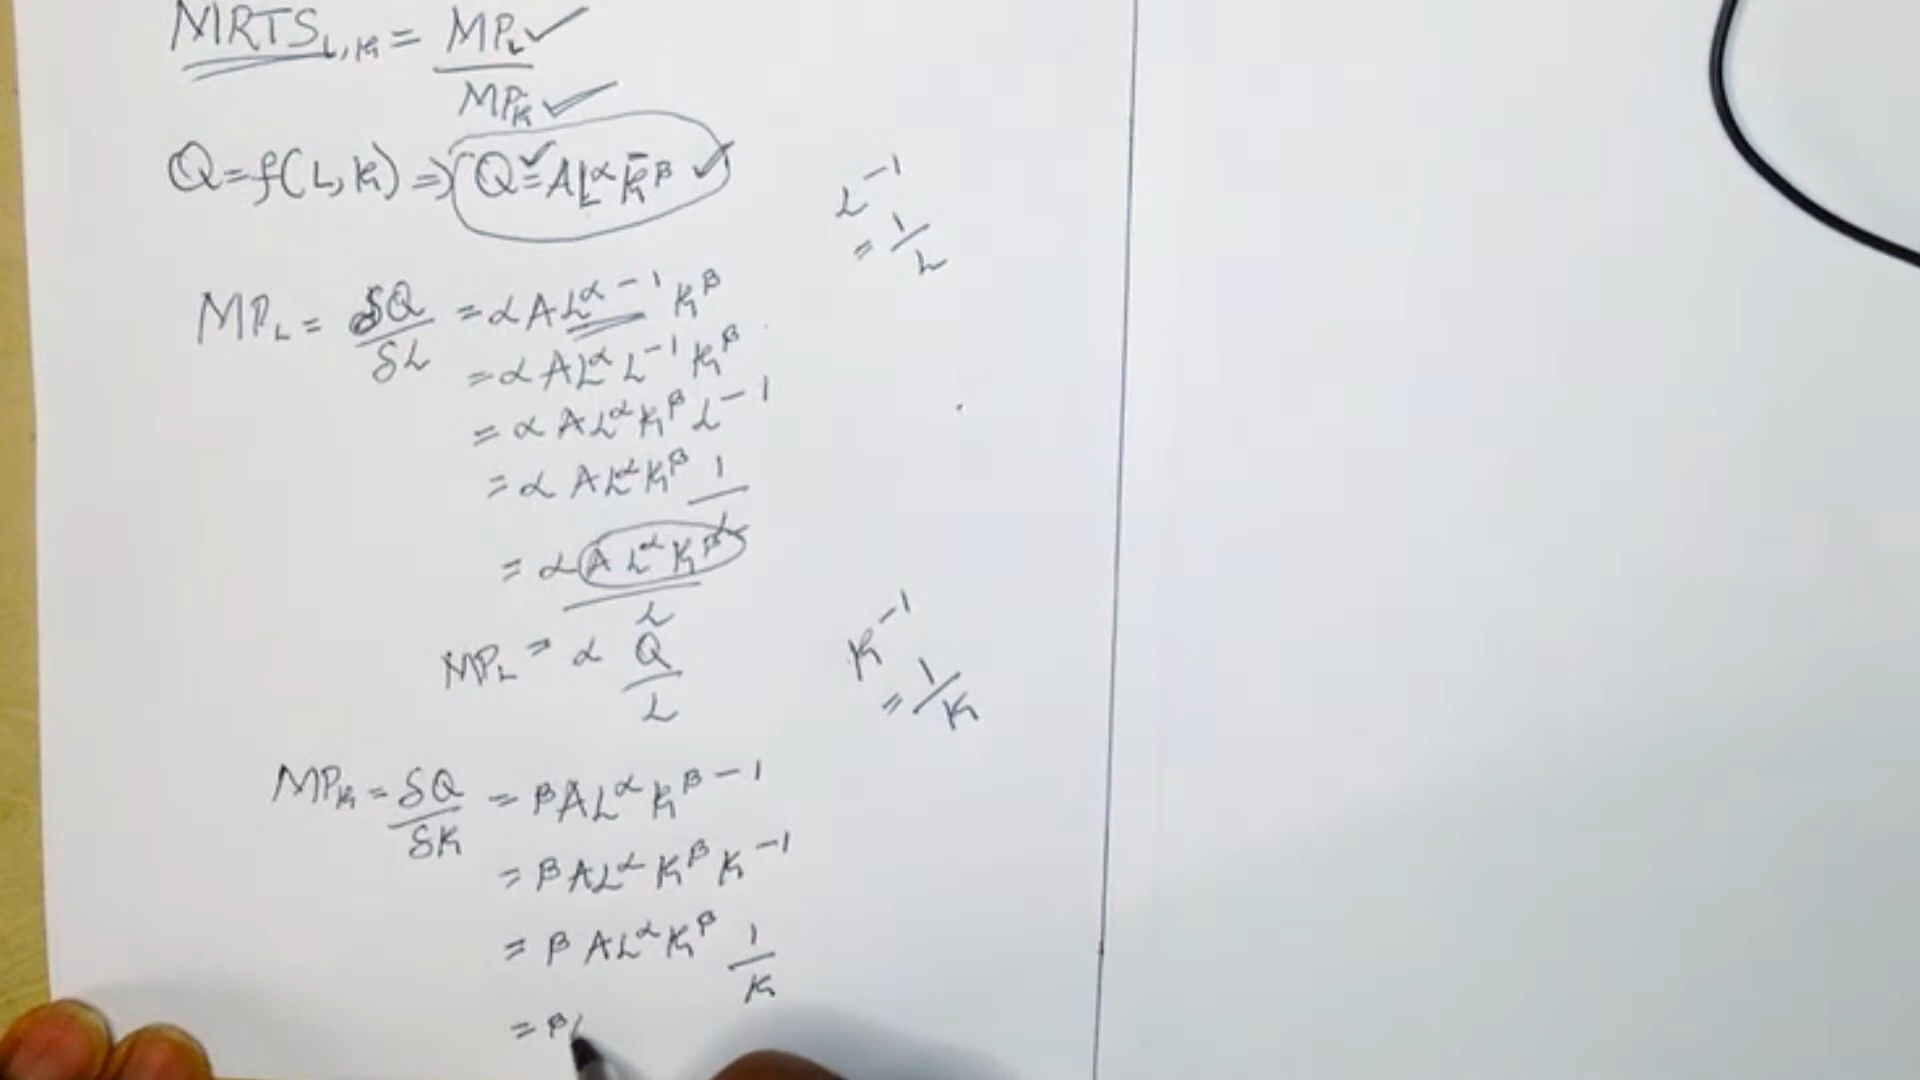 MRTS_L,K = MP_L ✓ / MP_K ✓
Q=f(L,K) ⇒ Q=AL^α K̄^β ✓
L^-1
= 1/L
MP_L = δQ/δL = αAL^α-1 K^β
= αAL^α L^-1 K^β
= αAL^α K^β L^-1
= αAL^α K^β 1/L
= αAL^α K^β / L
MP_L = α Q/L
K^-1
= 1/K
MP_K = δQ/δK = βAL^α K^β-1
= βAL^α K^β K^-1
= βAL^α K^β 1/K
= β